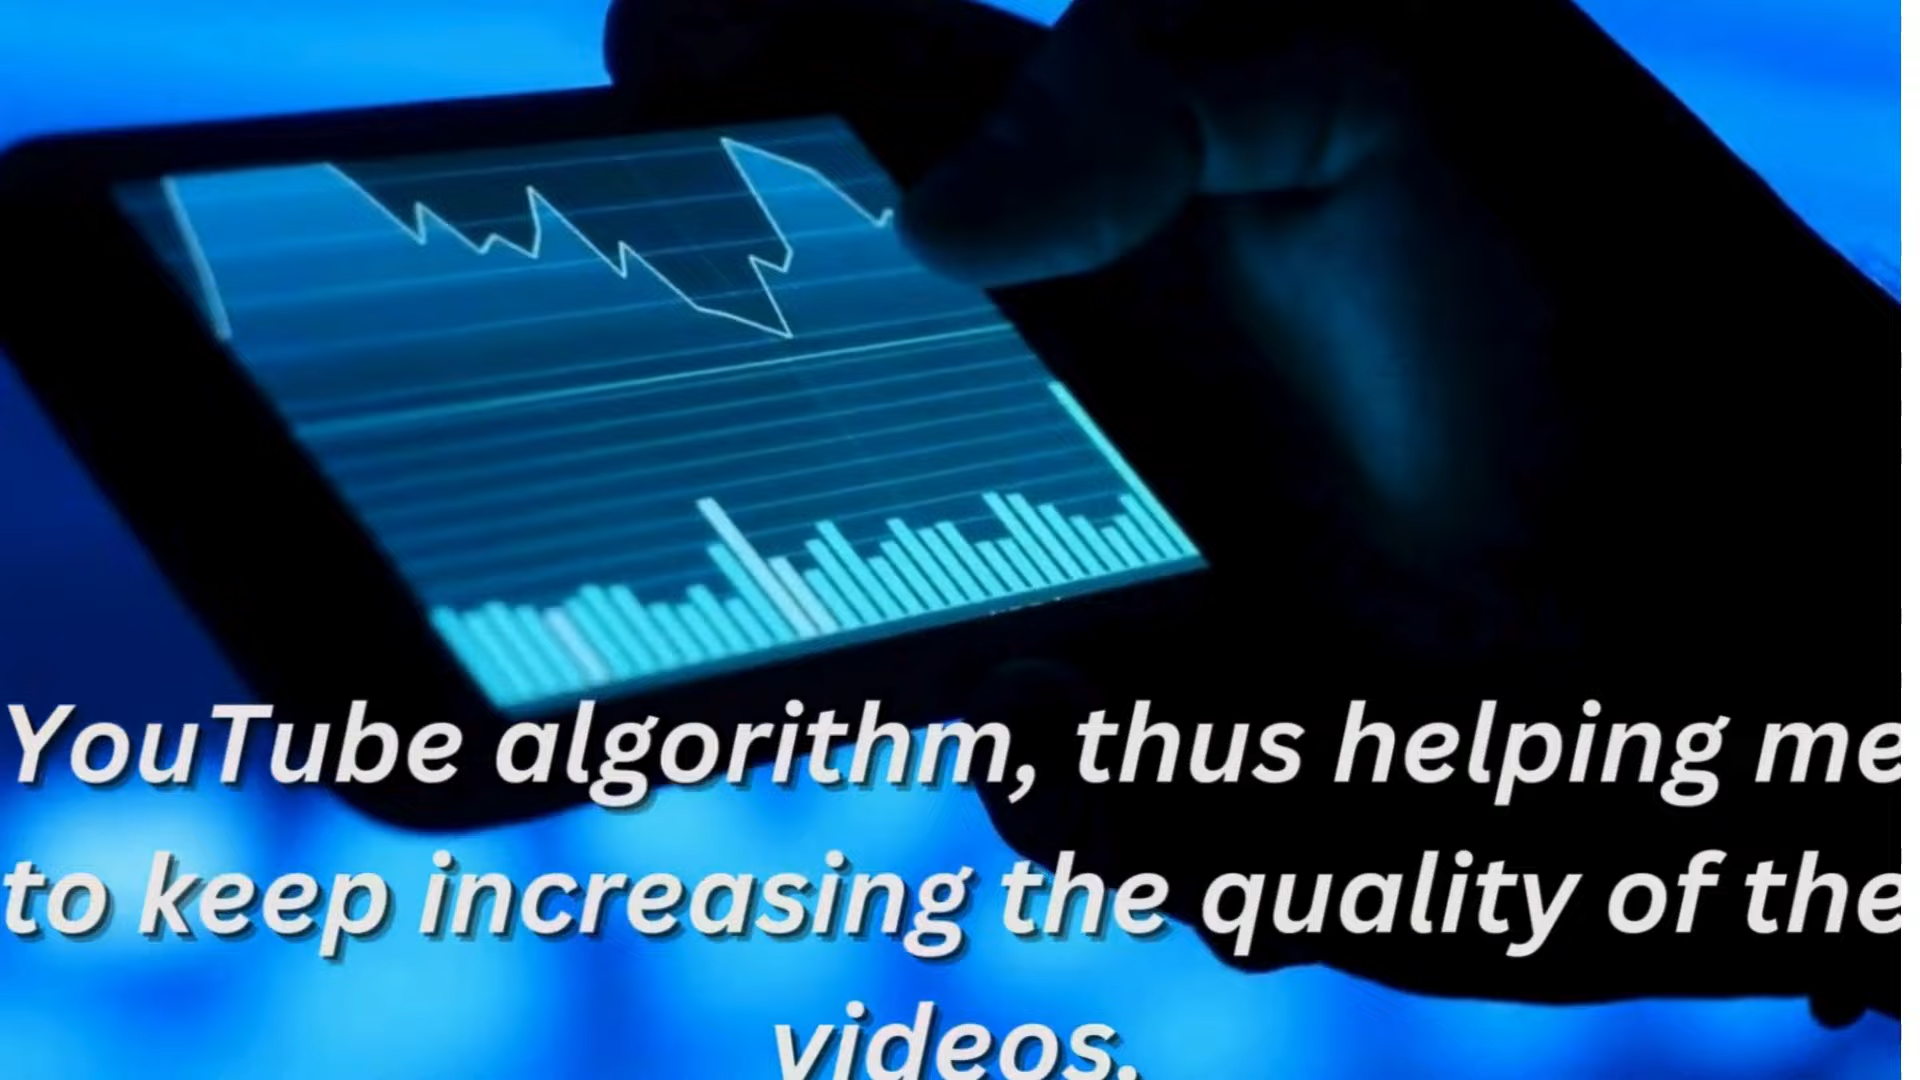 YouTube algorithm, thus helping me
to keep increasing the quality of the
videos.